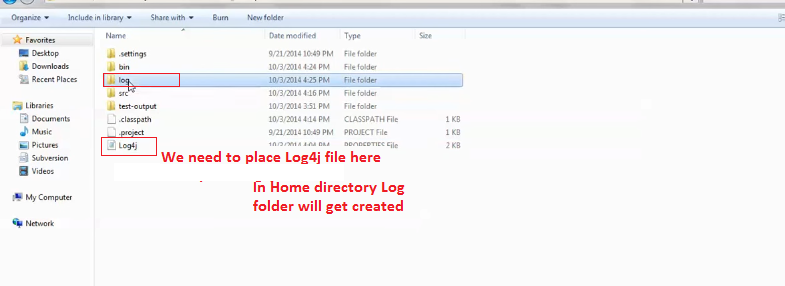 Organize Include in library Share with Burn New folder
Favorites
Desktop
Downloads
Recent Places
Libraries
Documents
Music
Pictures
Subversion
Videos
My Computer
Network
Name Date modified Type Size
.settings 9/21/2014 10:49 PM File folder
bin 10/3/2014 4:24 PM File folder
log 10/3/2014 4:25 PM File folder
src 10/3/2014 4:16 PM File folder
test-output 10/3/2014 3:51 PM File folder
.classpath 10/3/2014 4:14 PM CLASSPATH File 1 KB
.project 9/21/2014 10:49 PM PROJECT File 1 KB
Log4j 10/3/2014 4:04 PM PROPERTIES File 2 KB
We need to place Log4j file here
In Home directory Log
folder will get created